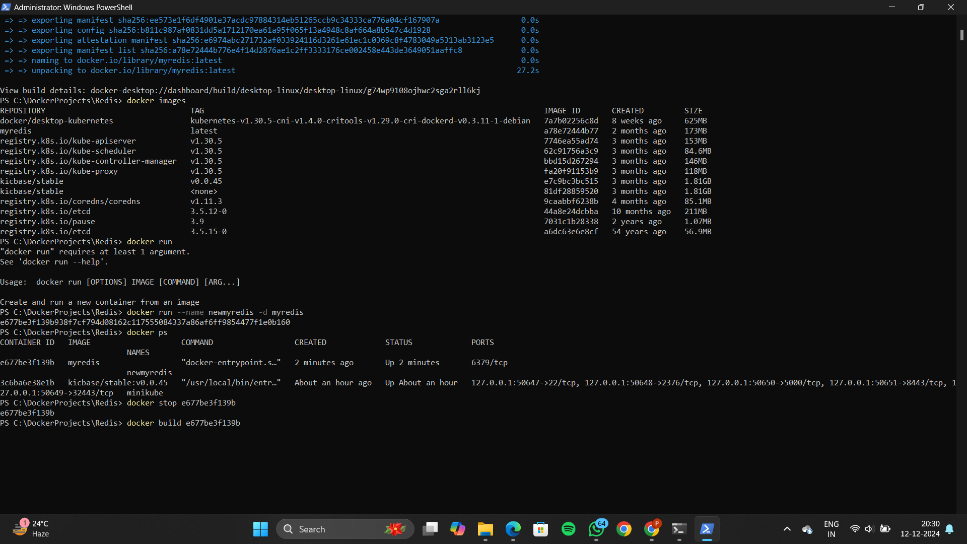 Administrator: Windows PowerShell
=> => exporting manifest sha256:ee573e1f6df4901e37acdc97884314eb51265ccb9c34333ca776a04cf167907a 0.0s
=> => exporting config sha256:b811c987af0831dd5a1712170ea61a95f065f13a4948c8af664a8b547c4d1928 0.0s
=> => exporting attestation manifest sha256:e6974abc271732af033924116d3261e61ec1c0369c8f4783049a5313ab3123e5 0.0s
=> => exporting manifest list sha256:a78e72444b776e4f14d2876ae1c2ff3333176ce002458e443de3649051aaffc8 0.0s
=> => naming to docker.io/library/myredis:latest 0.0s
=> => unpacking to docker.io/library/myredis:latest 27.2s
View build details: docker-desktop://dashboard/build/desktop-linux/desktop-linux/g74wp9108ojhwc2sga2rll6kj
PS C:\DockerProjects\Redis> docker images
REPOSITORY TAG IMAGE ID CREATED SIZE
docker/desktop-kubernetes kubernetes-v1.30.5-cni-v1.4.0-critools-v1.29.0-cri-dockerd-v0.3.11-1-debian 7a7b02256c8d 8 weeks ago 625MB
myredis latest a78e72444b77 2 months ago 173MB
registry.k8s.io/kube-apiserver v1.30.5 7746ea55ad74 3 months ago 153MB
registry.k8s.io/kube-scheduler v1.30.5 62c91756a3c9 3 months ago 84.6MB
registry.k8s.io/kube-controller-manager v1.30.5 bbd15d267294 3 months ago 146MB
registry.k8s.io/kube-proxy v1.30.5 fa20f91153b9 3 months ago 118MB
kicbase/stable v0.0.45 e7c9bc3bc515 3 months ago 1.81GB
kicbase/stable <none> 81df28859520 3 months ago 1.81GB
registry.k8s.io/coredns/coredns v1.11.3 9caabbf6238b 4 months ago 85.1MB
registry.k8s.io/etcd 3.5.12-0 44a8e24dcbba 10 months ago 211MB
registry.k8s.io/pause 3.9 7031c1b28338 2 years ago 1.07MB
registry.k8s.io/etcd 3.5.15-0 a6dc63e6e8cf 54 years ago 56.9MB
PS C:\DockerProjects\Redis> docker run
"docker run" requires at least 1 argument.
See 'docker run --help'.
Usage:  docker run [OPTIONS] IMAGE [COMMAND] [ARG...]
Create and run a new container from an image
PS C:\DockerProjects\Redis> docker run --name newmyredis -d myredis
e677be3f139b938f7cf794d08162c117555084337a86af6ff9854477f1e0b160
PS C:\DockerProjects\Redis> docker ps
CONTAINER ID IMAGE COMMAND CREATED STATUS PORTS
NAMES
e677be3f139b myredis "docker-entrypoint.s…" 2 minutes ago Up 2 minutes 6379/tcp
newmyredis
3c6ba6e38e1b kicbase/stable:v0.0.45 "/usr/local/bin/entr…" About an hour ago Up About an hour 127.0.0.1:50647->22/tcp, 127.0.0.1:50648->2376/tcp, 127.0.0.1:50650->5000/tcp, 127.0.0.1:50651->8443/tcp, 1
27.0.0.1:50649->32443/tcp minikube
PS C:\DockerProjects\Redis> docker stop e677be3f139b
e677be3f139b
PS C:\DockerProjects\Redis> docker build e677be3f139b
1
24°C
Haze
Search
64
P
ENG
IN
20:30
12-12-2024